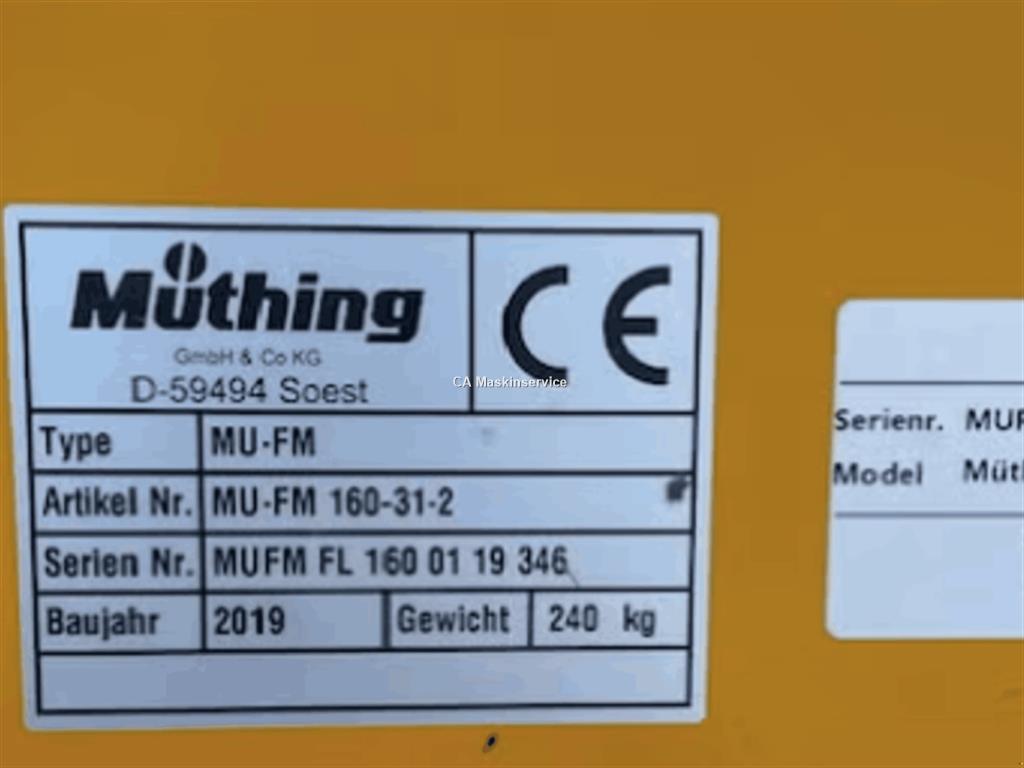 Müthing
GmbH & Co KG
D-59494 Soest
CE
CA Maskinservice
Type MU-FM
Artikel Nr. MU-FM 160-31-2
Serien Nr. MUFM FL 160 01 19 346
Baujahr 2019 Gewicht 240 kg
Serienr.
Model